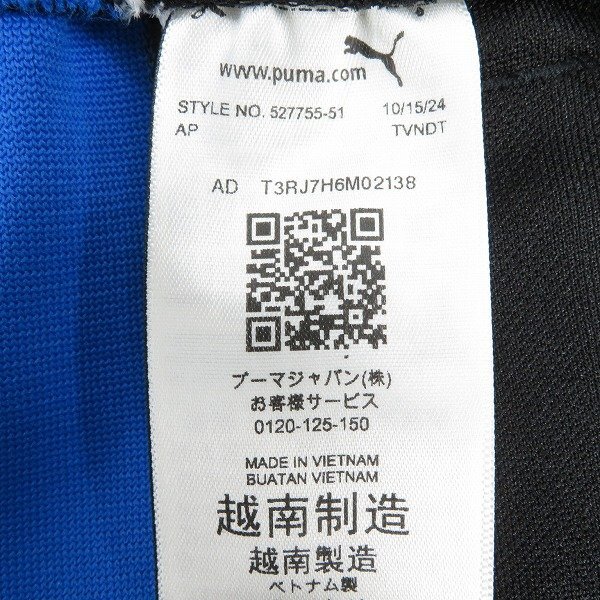 www.puma.com
STYLE NO. 527755-51 10/15/24
AP TVNDT
AD T3RJ7H6M02138
プーマジャパン(株)
お客様サービス
0120-125-150
MADE IN VIETNAM
BUATAN VIETNAM
越南制造
越南製造
ベトナム製